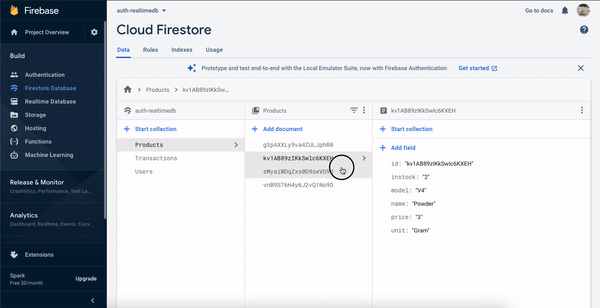 Firebase
auth-realtimedb
Go to docs
Project Overview
Cloud Firestore
Data Rules Indexes Usage
Build
Authentication
Firestore Database
Realtime Database
Storage
Hosting
Functions
Machine Learning
Release & Monitor
Crashlytics, Performance, Test La
Analytics
Dashboard, Realtime, Events, Conv
Extensions
Spark
Free $0/month
Upgrade
Prototype and test end-to-end with the Local Emulator Suite, now with Firebase Authentication
Get started
Products
kv1AB89zIKkSw...
auth-realtimedb
Start collection
Products
Transactions
Users
Products
Add document
g3pAXXLy9va4ZULJphR8
kv1AB89zIKkSwlc6KXEH
vnB9S76H4y6J2vQ1No9O
kv1AB89zIKkSwlc6KXEH
Start collection
Add field
id: "kv1AB89zIKkSwlc6KXEH"
instock: "2"
model: "V4"
name: "Powder"
price: "3"
unit: "Gram"